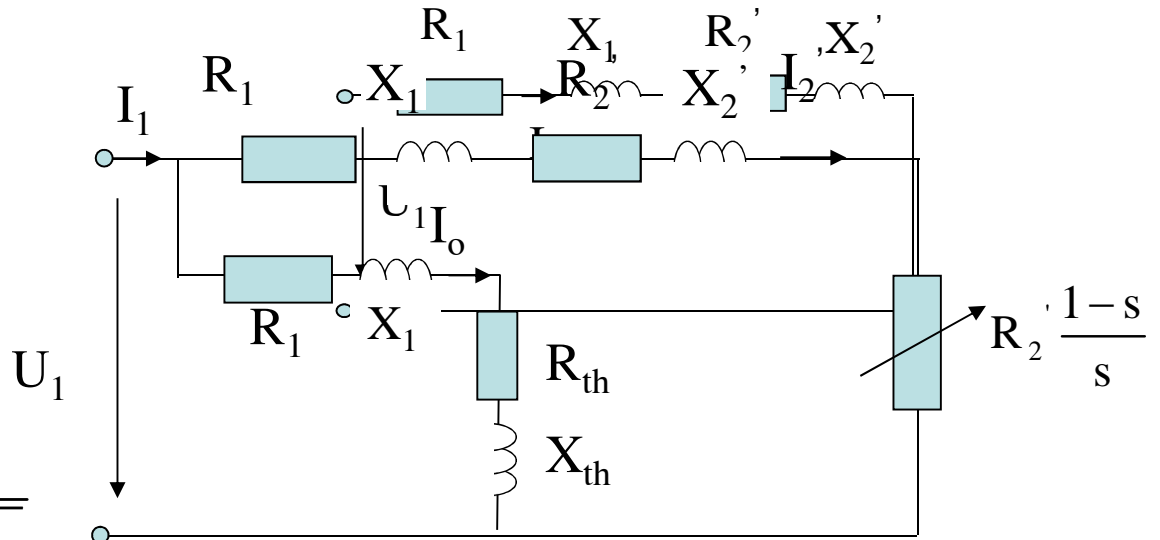 R1 X1 R2' X2'
R1 X1 R2' X2' I2'
I1
U1 Io
R1 X1
U1
Rth
Xth
R2' 1 – s
s
=